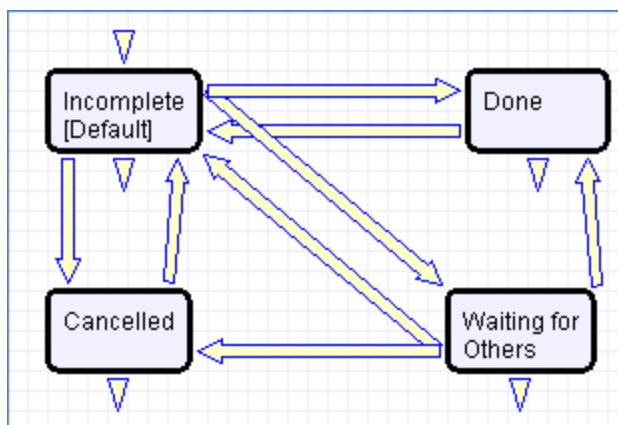 Incomplete
[Default]
Done
Cancelled
Waiting for
Others